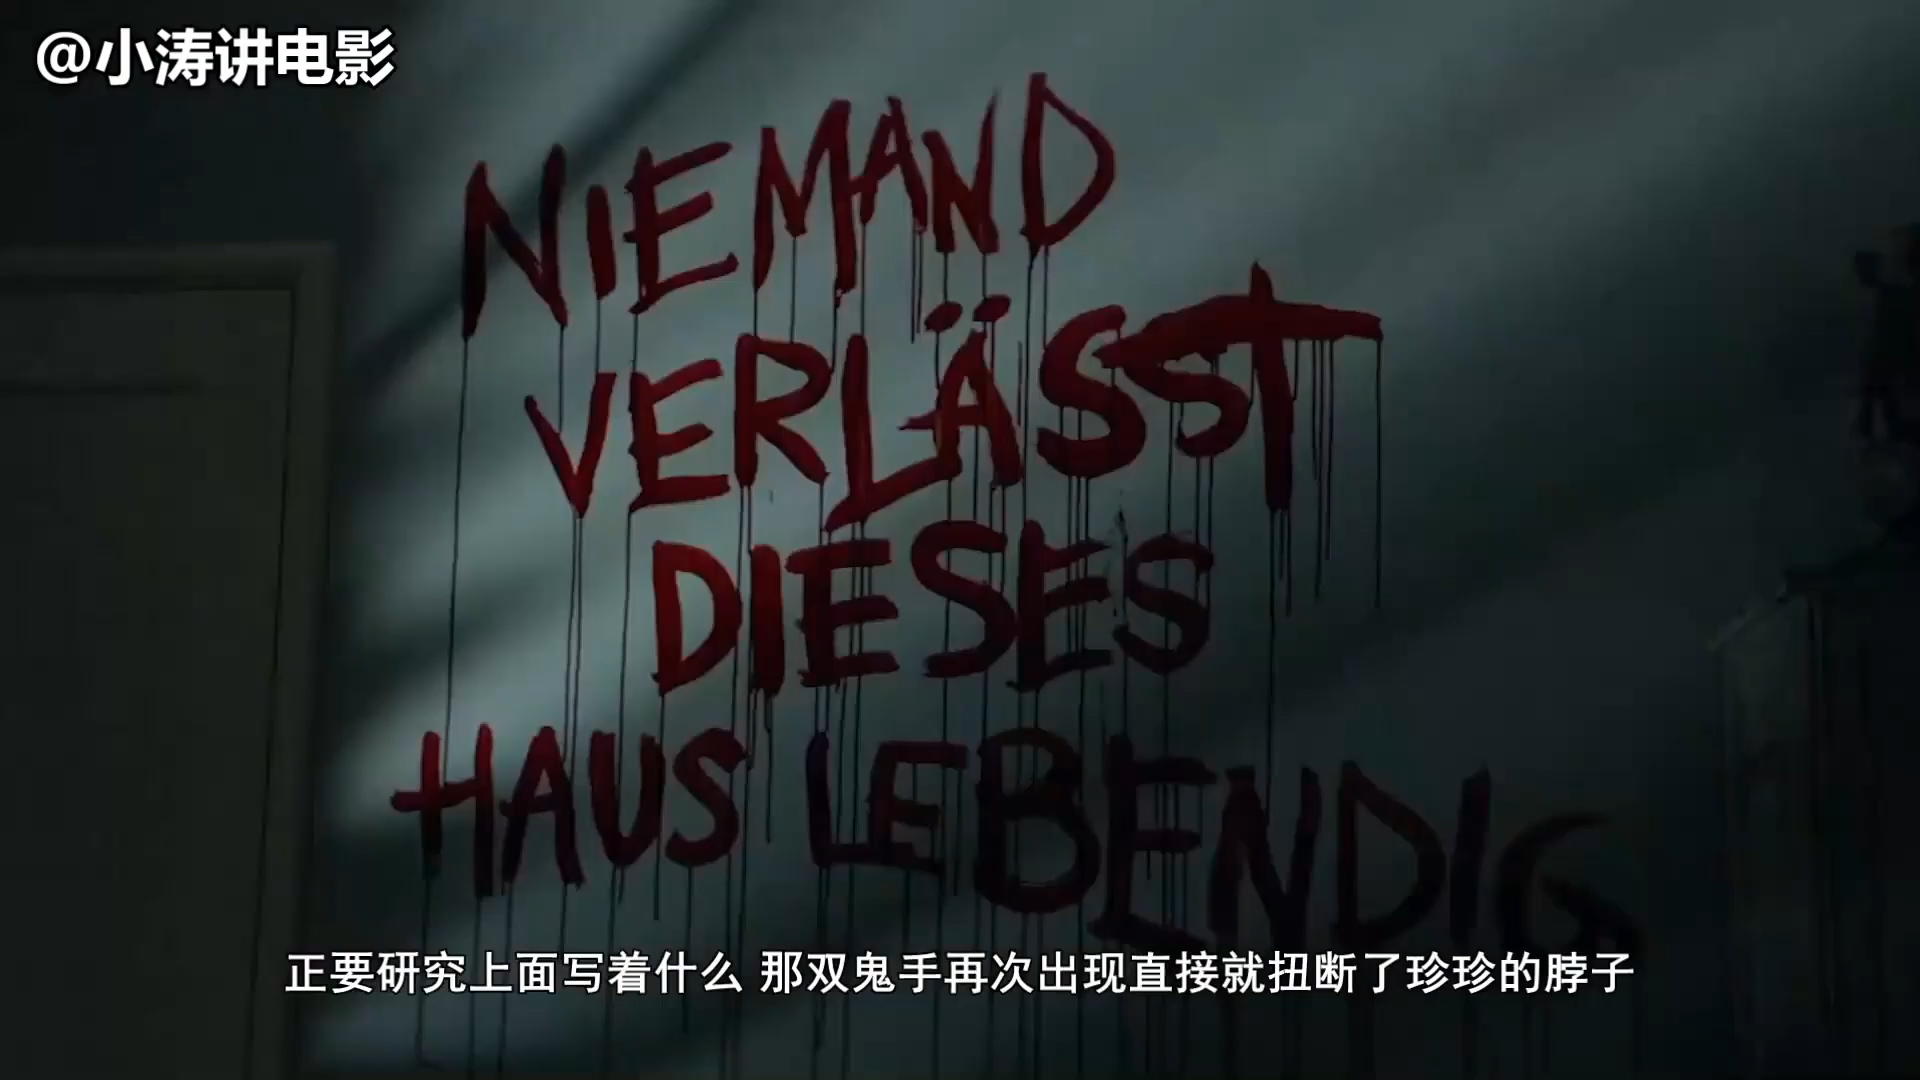 @小涛讲电影
NIEMAND
VERLÄSST
DIESES
HAUS LEBENDIG
正要研究上面写着什么 那双鬼手再次出现直接就扭断了珍珍的脖子